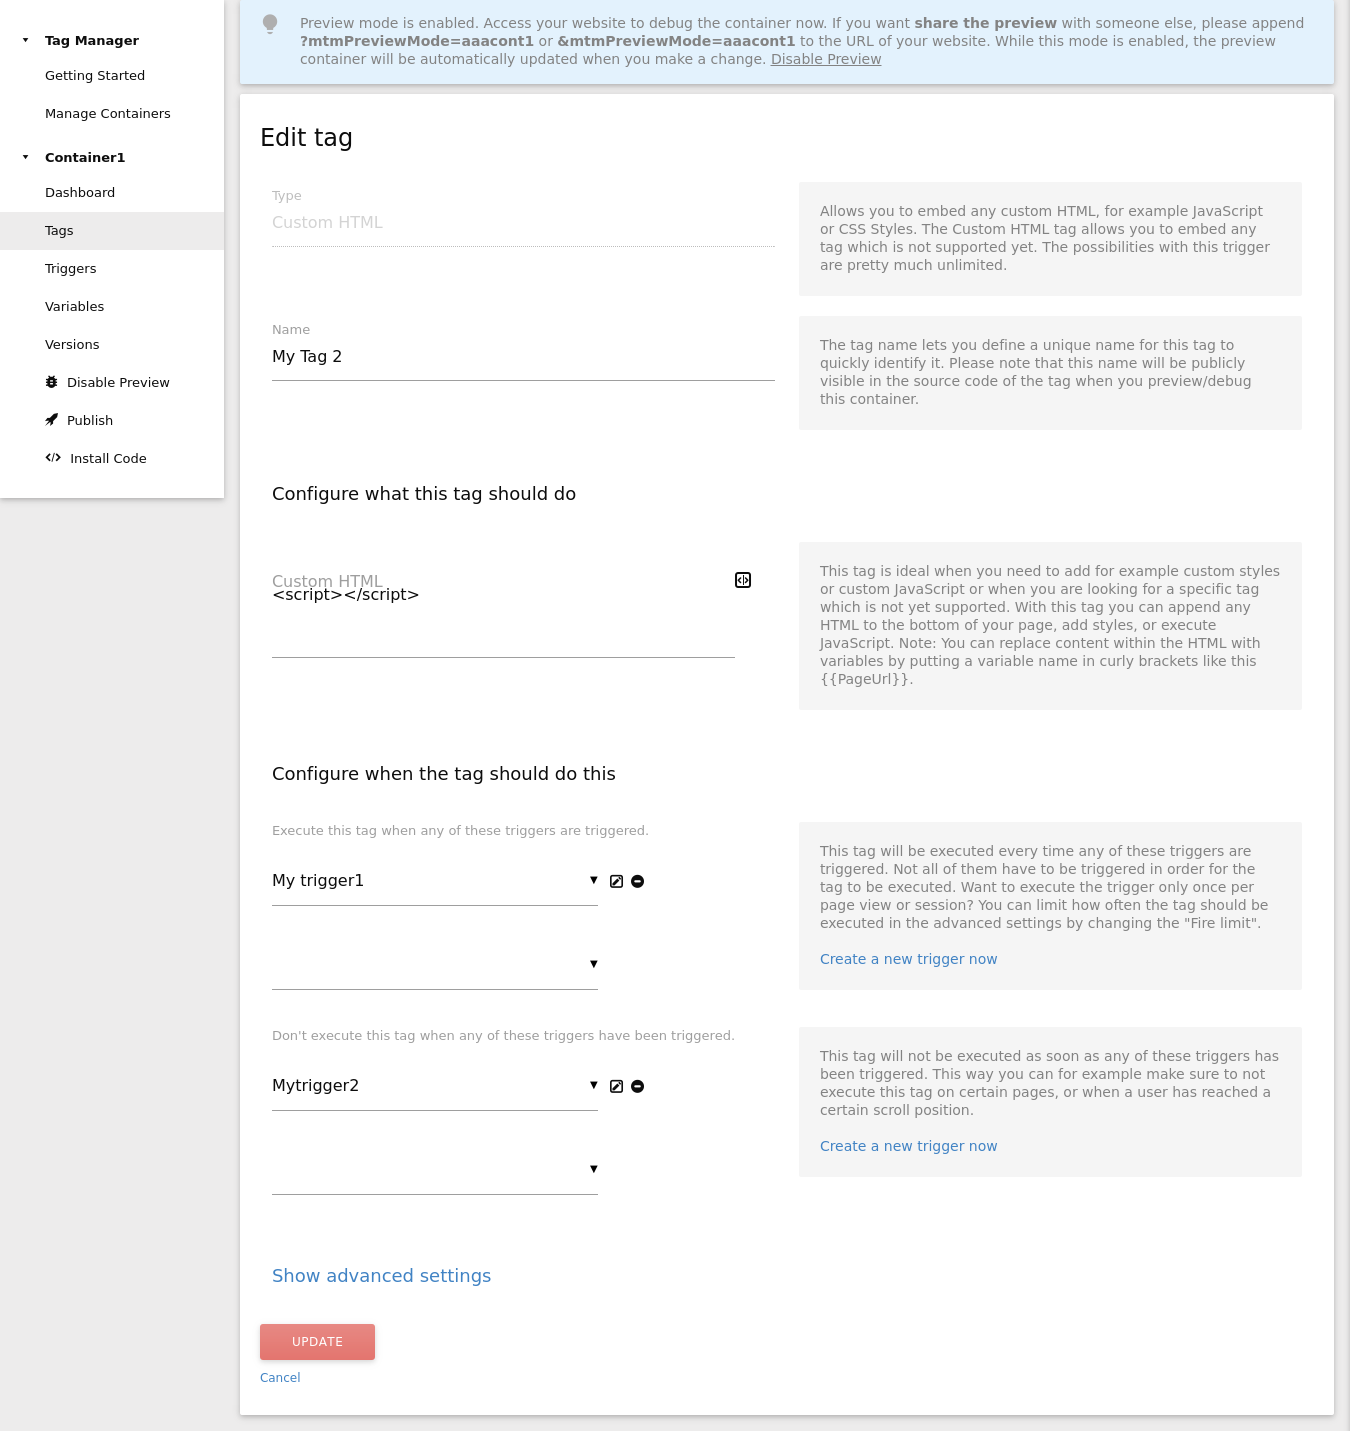 Tag Manager
Getting Started
Manage Containers
Container1
Dashboard
Tags
Triggers
Variables
Versions
Disable Preview
Publish
Install Code
Preview mode is enabled. Access your website to debug the container now. If you want share the preview with someone else, please append
?mtmPreviewMode=aaacont1 or &mtmPreviewMode=aaacont1 to the URL of your website. While this mode is enabled, the preview
container will be automatically updated when you make a change. Disable Preview
Edit tag
Type
Custom HTML
Allows you to embed any custom HTML, for example JavaScript
or CSS Styles. The Custom HTML tag allows you to embed any
tag which is not supported yet. The possibilities with this trigger
are pretty much unlimited.
Name
My Tag 2
The tag name lets you define a unique name for this tag to
quickly identify it. Please note that this name will be publicly
visible in the source code of the tag when you preview/debug
this container.
Configure what this tag should do
Custom HTML
<script></script>
This tag is ideal when you need to add for example custom styles
or custom JavaScript or when you are looking for a specific tag
which is not yet supported. With this tag you can append any
HTML to the bottom of your page, add styles, or execute
JavaScript. Note: You can replace content within the HTML with
variables by putting a variable name in curly brackets like this
{{PageUrl}}.
Configure when the tag should do this
Execute this tag when any of these triggers are triggered.
My trigger1
This tag will be executed every time any of these triggers are
triggered. Not all of them have to be triggered in order for the
tag to be executed. Want to execute the trigger only once per
page view or session? You can limit how often the tag should be
executed in the advanced settings by changing the "Fire limit".
Create a new trigger now
Don't execute this tag when any of these triggers have been triggered.
Mytrigger2
This tag will not be executed as soon as any of these triggers has
been triggered. This way you can for example make sure to not
execute this tag on certain pages, or when a user has reached a
certain scroll position.
Create a new trigger now
Show advanced settings
UPDATE
Cancel